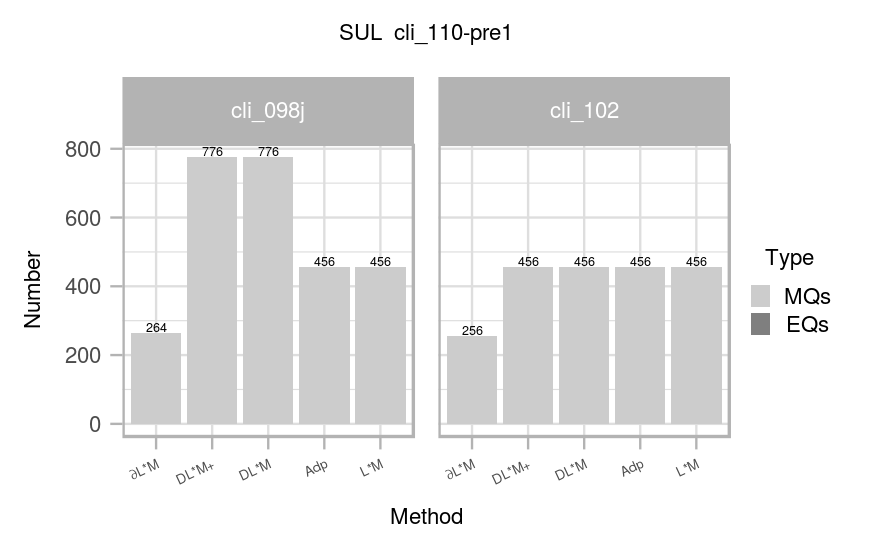 SUL  cli_110-pre1
cli_098j
cli_102
Number
800
600
400
200
0
264
776
776
456
456
256
456
456
456
456
∂L*M
DL*M+
DL*M
Adp
L*M
∂L*M
DL*M+
DL*M
Adp
L*M
Method
Type
MQs
EQs